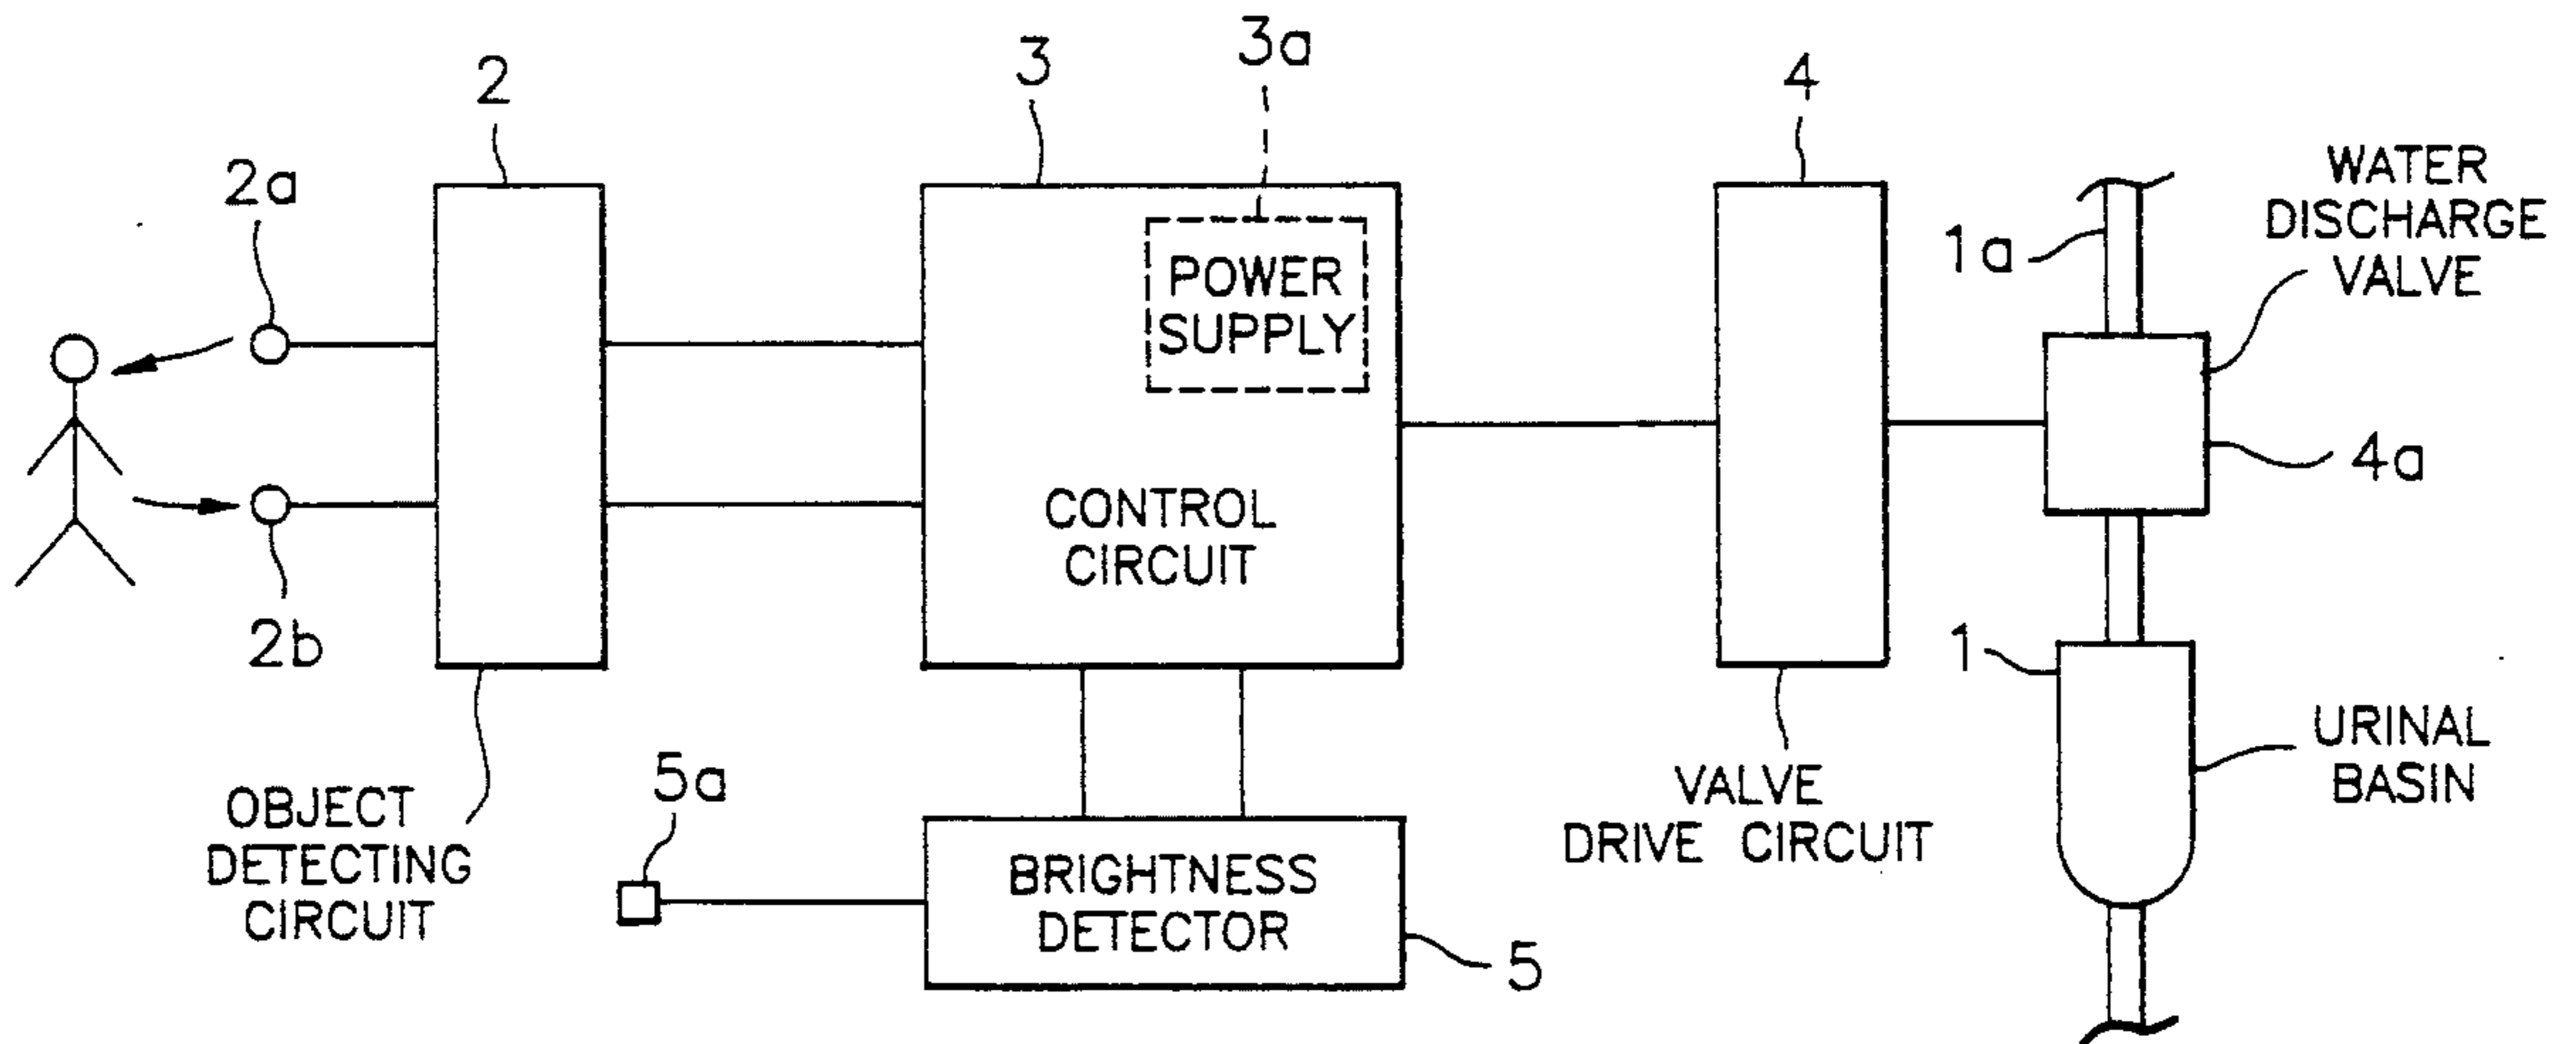 2
2a
2b
OBJECT
DETECTING
CIRCUIT
3
3a
POWER
SUPPLY
CONTROL
CIRCUIT
5a
BRIGHTNESS
DETECTOR
5
4
VALVE
DRIVE CIRCUIT
1a
WATER
DISCHARGE
VALVE
4a
1
URINAL
BASIN